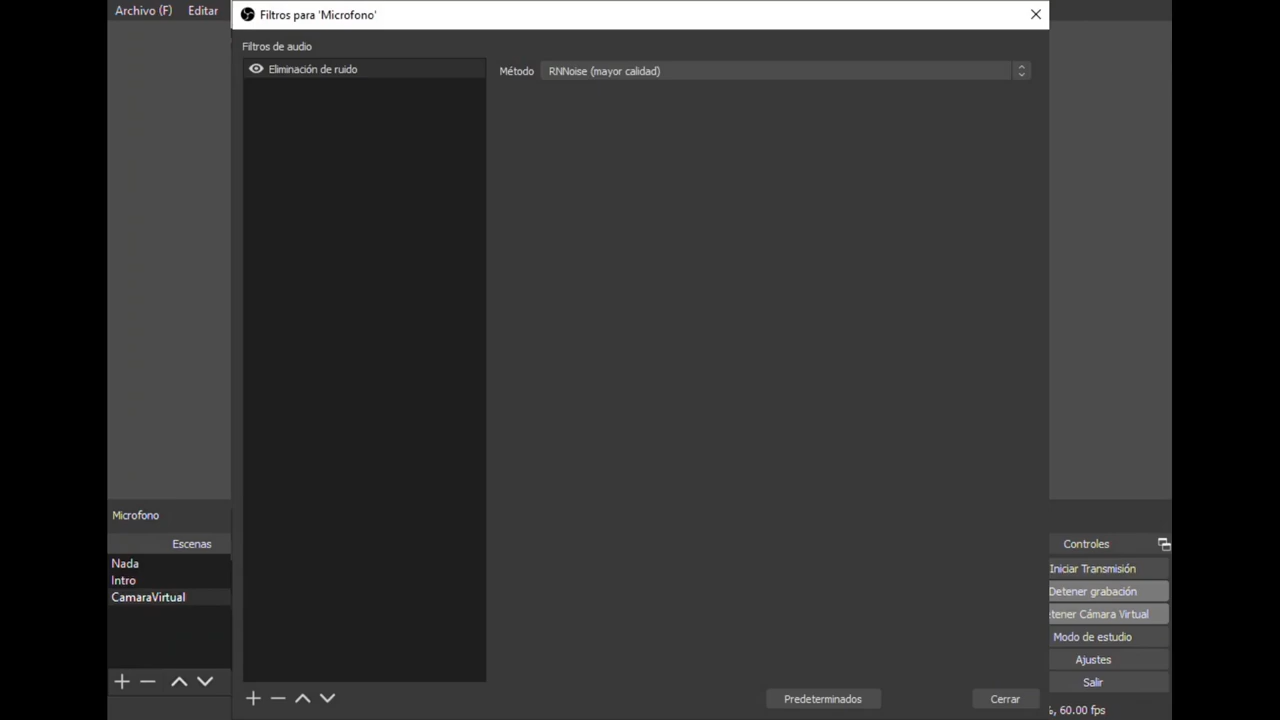 Archivo (F) Editar
Filtros para 'Microfono'
Filtros de audio
Eliminación de ruido
Método RNNoise (mayor calidad)
Microfono
Escenas
Nada
Intro
CamaraVirtual
Predeterminados
Cerrar
Controles
Iniciar Transmisión
Detener grabación
tener Cámara Virtual
Modo de estudio
Ajustes
Salir
%, 60.00 fps